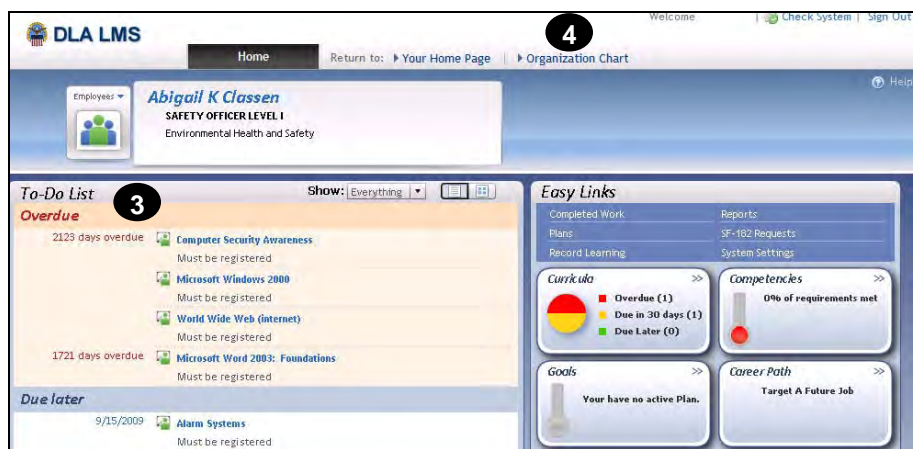 Welcome | Check System | Sign Out
DLA LMS
4
Home Return to: Your Home Page | Organization Chart
Help
Employees
Abigail K Classen
SAFETY OFFICER LEVEL I
Environmental Health and Safety
To-Do List
3
Show: Everything
Overdue
2123 days overdue Computer Security Awareness
Must be registered
Microsoft Windows 2000
Must be registered
World Wide Web (internet)
Must be registered
1721 days overdue Microsoft Word 2003: Foundations
Must be registered
Due later
9/15/2009 Alarm Systems
Must be registered
Easy Links
Completed Work Reports
Plans SF-182 Requests
Record Learning System Settings
Curricula >>
Overdue (1)
Due in 30 days (1)
Due Later (0)
Competencies >>
0% of requirements met
Goals >>
Your have no active Plan.
Career Path >>
Target A Future Job